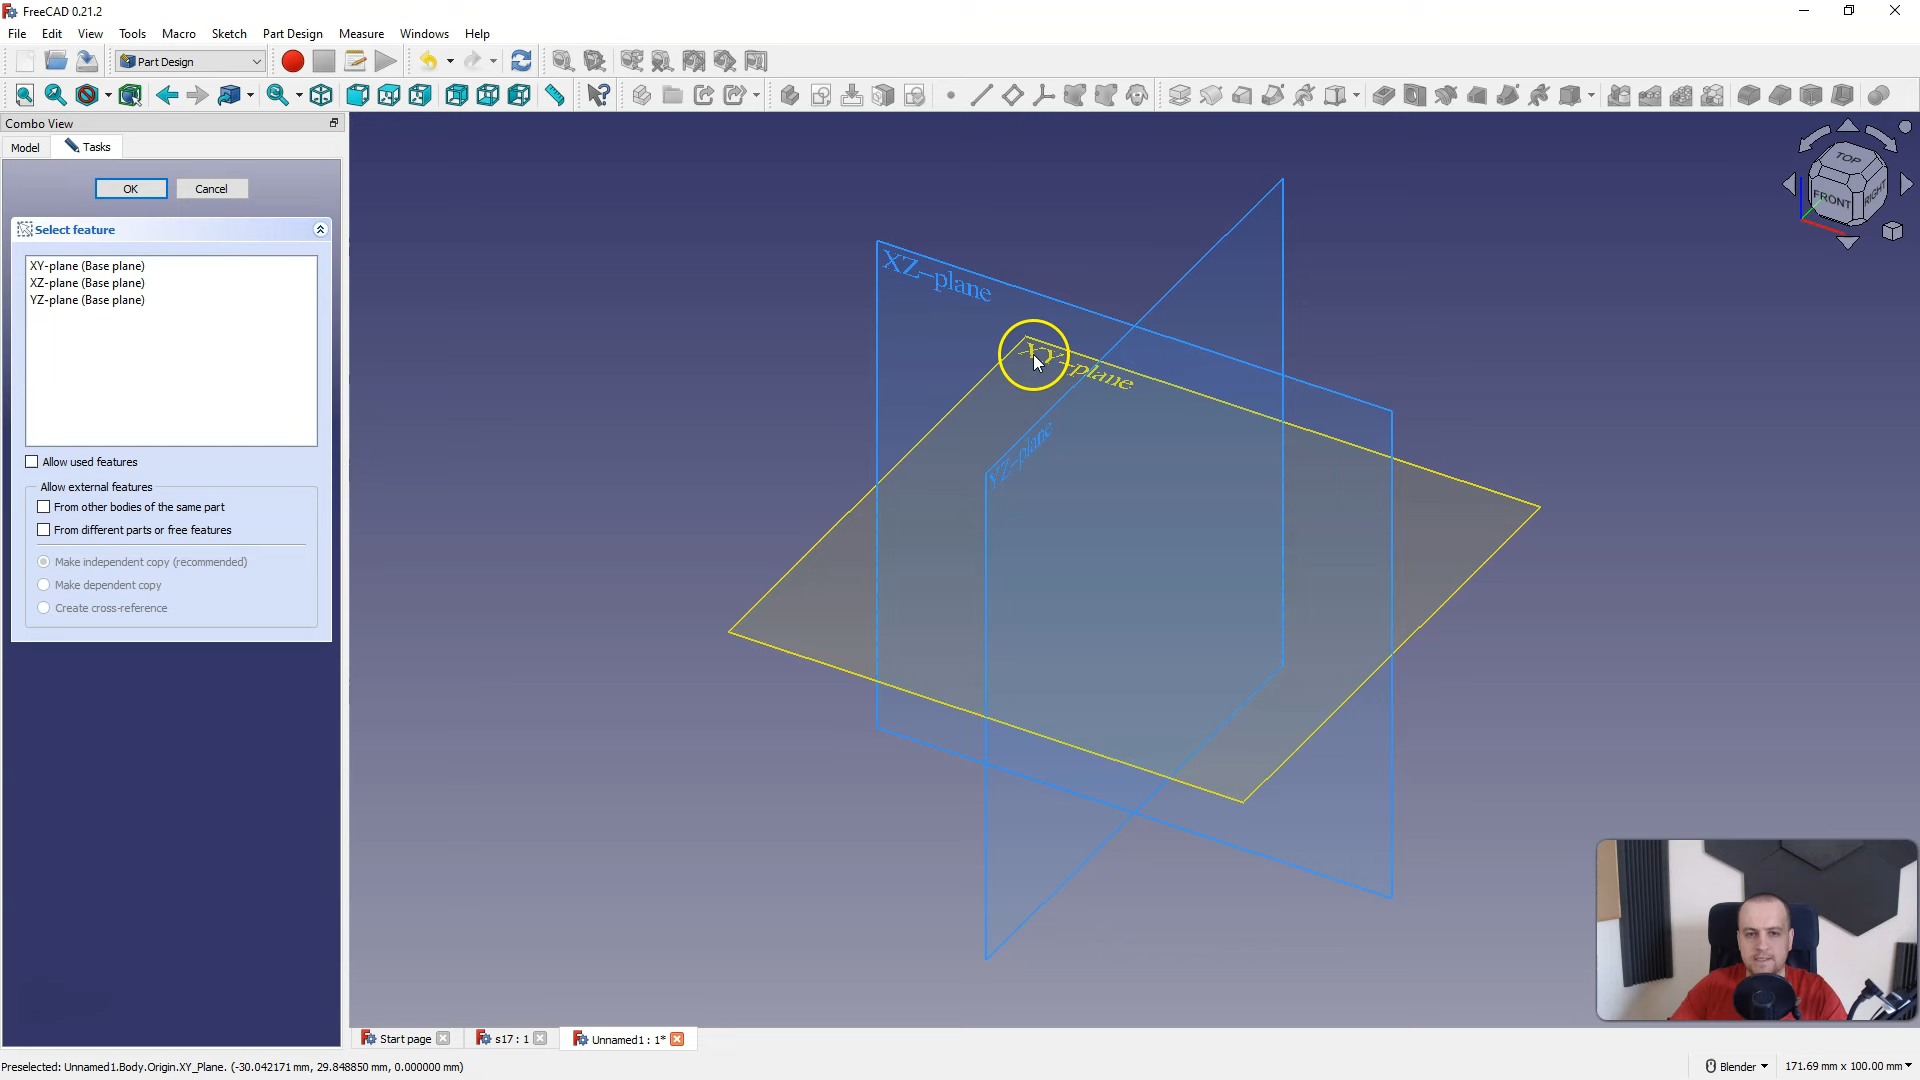 FreeCAD 0.21.2
File Edit View Tools Macro Sketch Part Design Measure Windows Help
Part Design
Combo View
Model Tasks
OK Cancel
Select feature
XY-plane (Base plane)
XZ-plane (Base plane)
YZ-plane (Base plane)
Allow used features
Allow external features
From other bodies of the same part
From different parts or free features
Make independent copy (recommended)
Make dependent copy
Create cross-reference
XZ-plane
XY-plane
YZ-plane
TOP
FRONT RIGHT
Start page s17 : 1 Unnamed1 : 1*
Preselected: Unnamed1.Body.Origin.XY_Plane. (-30.042171 mm, 29.848850 mm, 0.000000 mm) Blender 171.69 mm x 100.00 mm